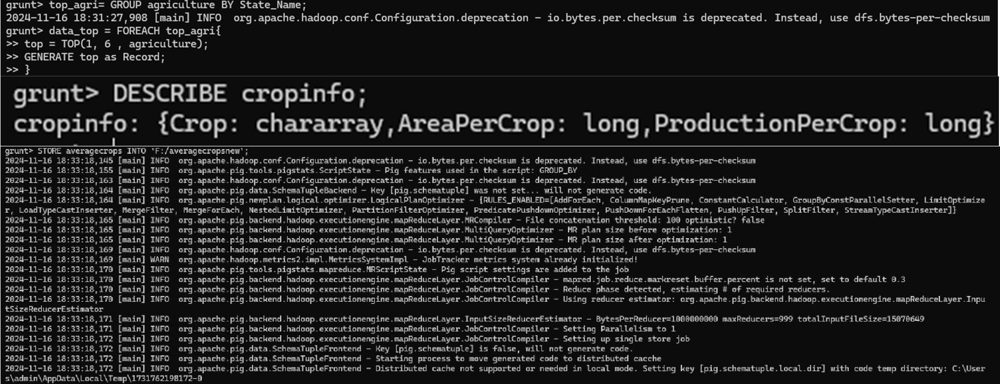 grunt> top_agri= GROUP agriculture BY State_Name;
2024-11-16 18:31:27,908 [main] INFO  org.apache.hadoop.conf.Configuration.deprecation - io.bytes.per.checksum is deprecated. Instead, use dfs.bytes-per-checksum
grunt> data_top = FOREACH top_agri{
>> top = TOP(1, 6 , agriculture);
>> GENERATE top as Record;
>> }
grunt> DESCRIBE cropinfo;
cropinfo: {Crop: chararray,AreaPerCrop: long,ProductionPerCrop: long}
grunt> STORE averagecrops INTO 'F:/averagecropsnew';
2024-11-16 18:33:18,145 [main] INFO  org.apache.hadoop.conf.Configuration.deprecation - io.bytes.per.checksum is deprecated. Instead, use dfs.bytes-per-checksum
2024-11-16 18:33:18,155 [main] INFO  org.apache.pig.tools.pigstats.ScriptState - Pig features used in the script: GROUP_BY
2024-11-16 18:33:18,163 [main] INFO  org.apache.hadoop.conf.Configuration.deprecation - io.bytes.per.checksum is deprecated. Instead, use dfs.bytes-per-checksum
2024-11-16 18:33:18,164 [main] INFO  org.apache.pig.data.SchemaTupleBackend - Key [pig.schematuple] was not set... will not generate code.
2024-11-16 18:33:18,164 [main] INFO  org.apache.pig.newplan.logical.optimizer.LogicalPlanOptimizer - {RULES_ENABLED=[AddForEach, ColumnMapKeyPrune, ConstantCalculator, GroupByConstParallelSetter, LimitOptimize
r, LoadTypeCastInserter, MergeFilter, MergeForEach, NestedLimitOptimizer, PartitionFilterOptimizer, PredicatePushdownOptimizer, PushDownForEachFlatten, PushUpFilter, SplitFilter, StreamTypeCastInserter]}
2024-11-16 18:33:18,165 [main] INFO  org.apache.pig.backend.hadoop.executionengine.mapReduceLayer.MRCompiler - File concatenation threshold: 100 optimistic? false
2024-11-16 18:33:18,165 [main] INFO  org.apache.pig.backend.hadoop.executionengine.mapReduceLayer.MultiQueryOptimizer - MR plan size before optimization: 1
2024-11-16 18:33:18,165 [main] INFO  org.apache.pig.backend.hadoop.executionengine.mapReduceLayer.MultiQueryOptimizer - MR plan size after optimization: 1
2024-11-16 18:33:18,169 [main] INFO  org.apache.hadoop.conf.Configuration.deprecation - io.bytes.per.checksum is deprecated. Instead, use dfs.bytes-per-checksum
2024-11-16 18:33:18,169 [main] WARN  org.apache.hadoop.metrics2.impl.MetricsSystemImpl - JobTracker metrics system already initialized!
2024-11-16 18:33:18,170 [main] INFO  org.apache.pig.tools.pigstats.mapreduce.MRScriptState - Pig script settings are added to the job
2024-11-16 18:33:18,170 [main] INFO  org.apache.pig.backend.hadoop.executionengine.mapReduceLayer.JobControlCompiler - mapred.job.reduce.markreset.buffer.percent is not set, set to default 0.3
2024-11-16 18:33:18,170 [main] INFO  org.apache.pig.backend.hadoop.executionengine.mapReduceLayer.JobControlCompiler - Reduce phase detected, estimating # of required reducers.
2024-11-16 18:33:18,170 [main] INFO  org.apache.pig.backend.hadoop.executionengine.mapReduceLayer.JobControlCompiler - Using reducer estimator: org.apache.pig.backend.hadoop.executionengine.mapReduceLayer.Inpu
tSizeReducerEstimator
2024-11-16 18:33:18,171 [main] INFO  org.apache.pig.backend.hadoop.executionengine.mapReduceLayer.InputSizeReducerEstimator - BytesPerReducer=1000000000 maxReducers=999 totalInputFileSize=15070649
2024-11-16 18:33:18,171 [main] INFO  org.apache.pig.backend.hadoop.executionengine.mapReduceLayer.JobControlCompiler - Setting Parallelism to 1
2024-11-16 18:33:18,172 [main] INFO  org.apache.pig.backend.hadoop.executionengine.mapReduceLayer.JobControlCompiler - Setting up single store job
2024-11-16 18:33:18,172 [main] INFO  org.apache.pig.data.SchemaTupleFrontend - Key [pig.schematuple] is false, will not generate code.
2024-11-16 18:33:18,172 [main] INFO  org.apache.pig.data.SchemaTupleFrontend - Starting process to move generated code to distributed cacche
2024-11-16 18:33:18,172 [main] INFO  org.apache.pig.data.SchemaTupleFrontend - Distributed cache not supported or needed in local mode. Setting key [pig.schematuple.local.dir] with code temp directory: C:\User
s\admin\AppData\Local\Temp\1731762198172-0